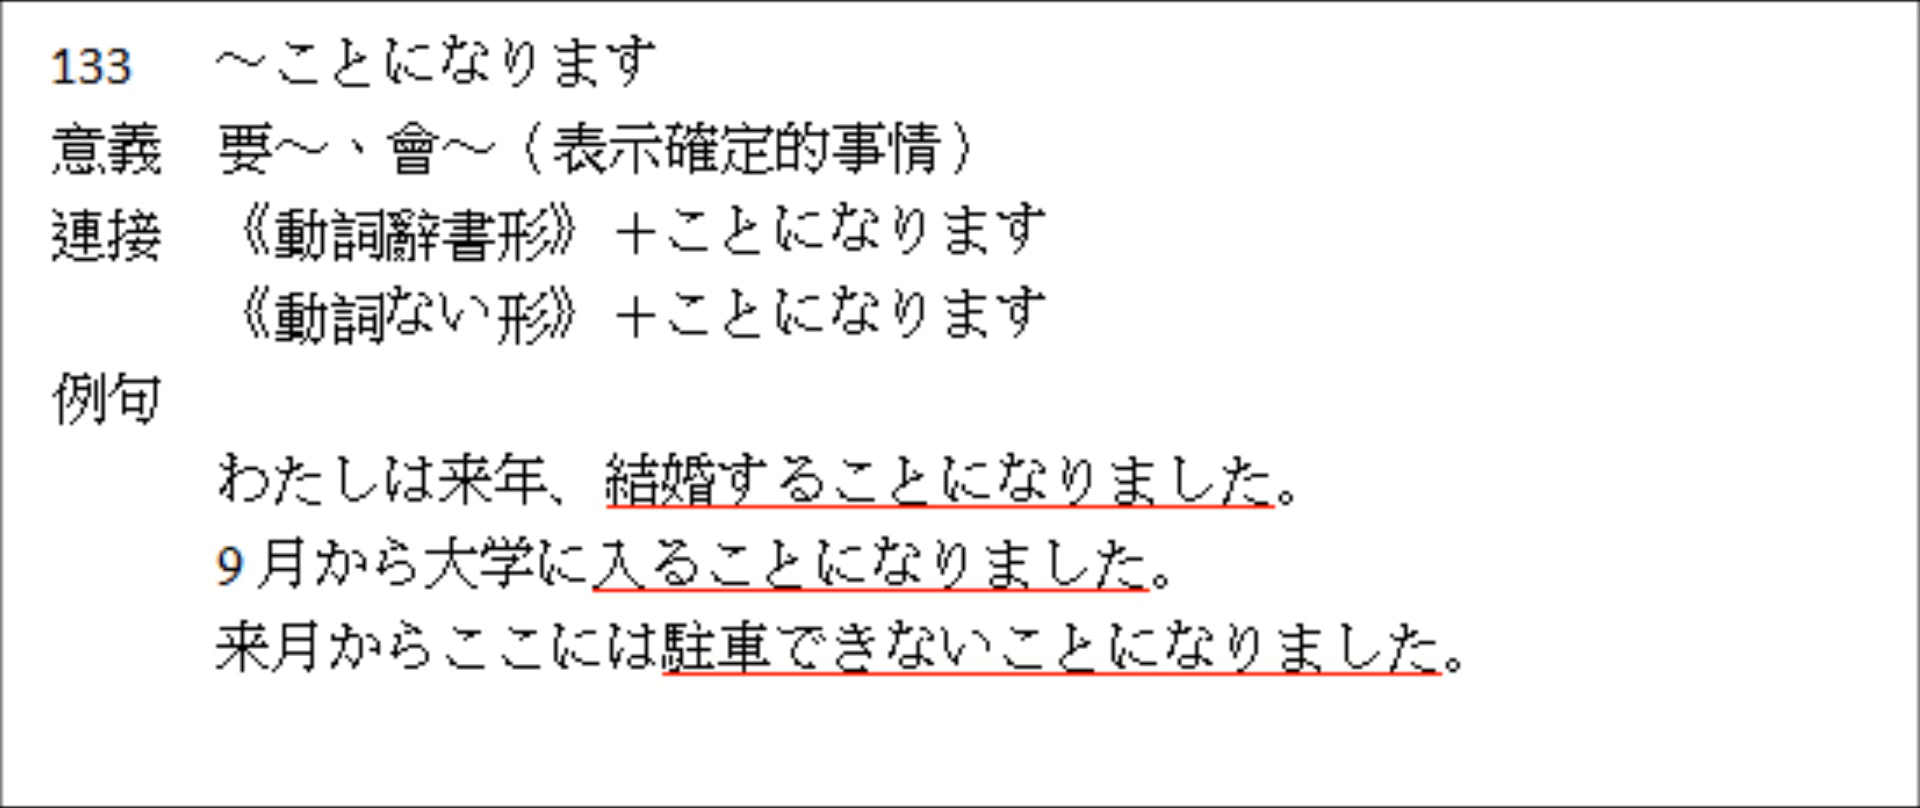 133 ～ことになります
意義 要～、會～（表示確定的事情）
連接 《動詞辭書形》＋ことになります
《動詞ない形》＋ことになります
例句
わたしは来年、結婚することになりました。
9月から大学に入ることになりました。
来月からここには駐車できないことになりました。